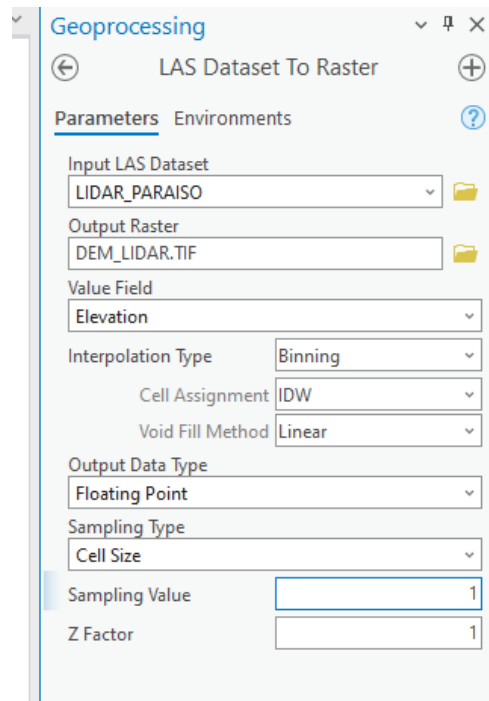 Geoprocessing
LAS Dataset To Raster
Parameters Environments
Input LAS Dataset
LIDAR_PARAISO
Output Raster
DEM_LIDAR.TIF
Value Field
Elevation
Interpolation Type Binning
Cell Assignment IDW
Void Fill Method Linear
Output Data Type
Floating Point
Sampling Type
Cell Size
Sampling Value 1
Z Factor 1